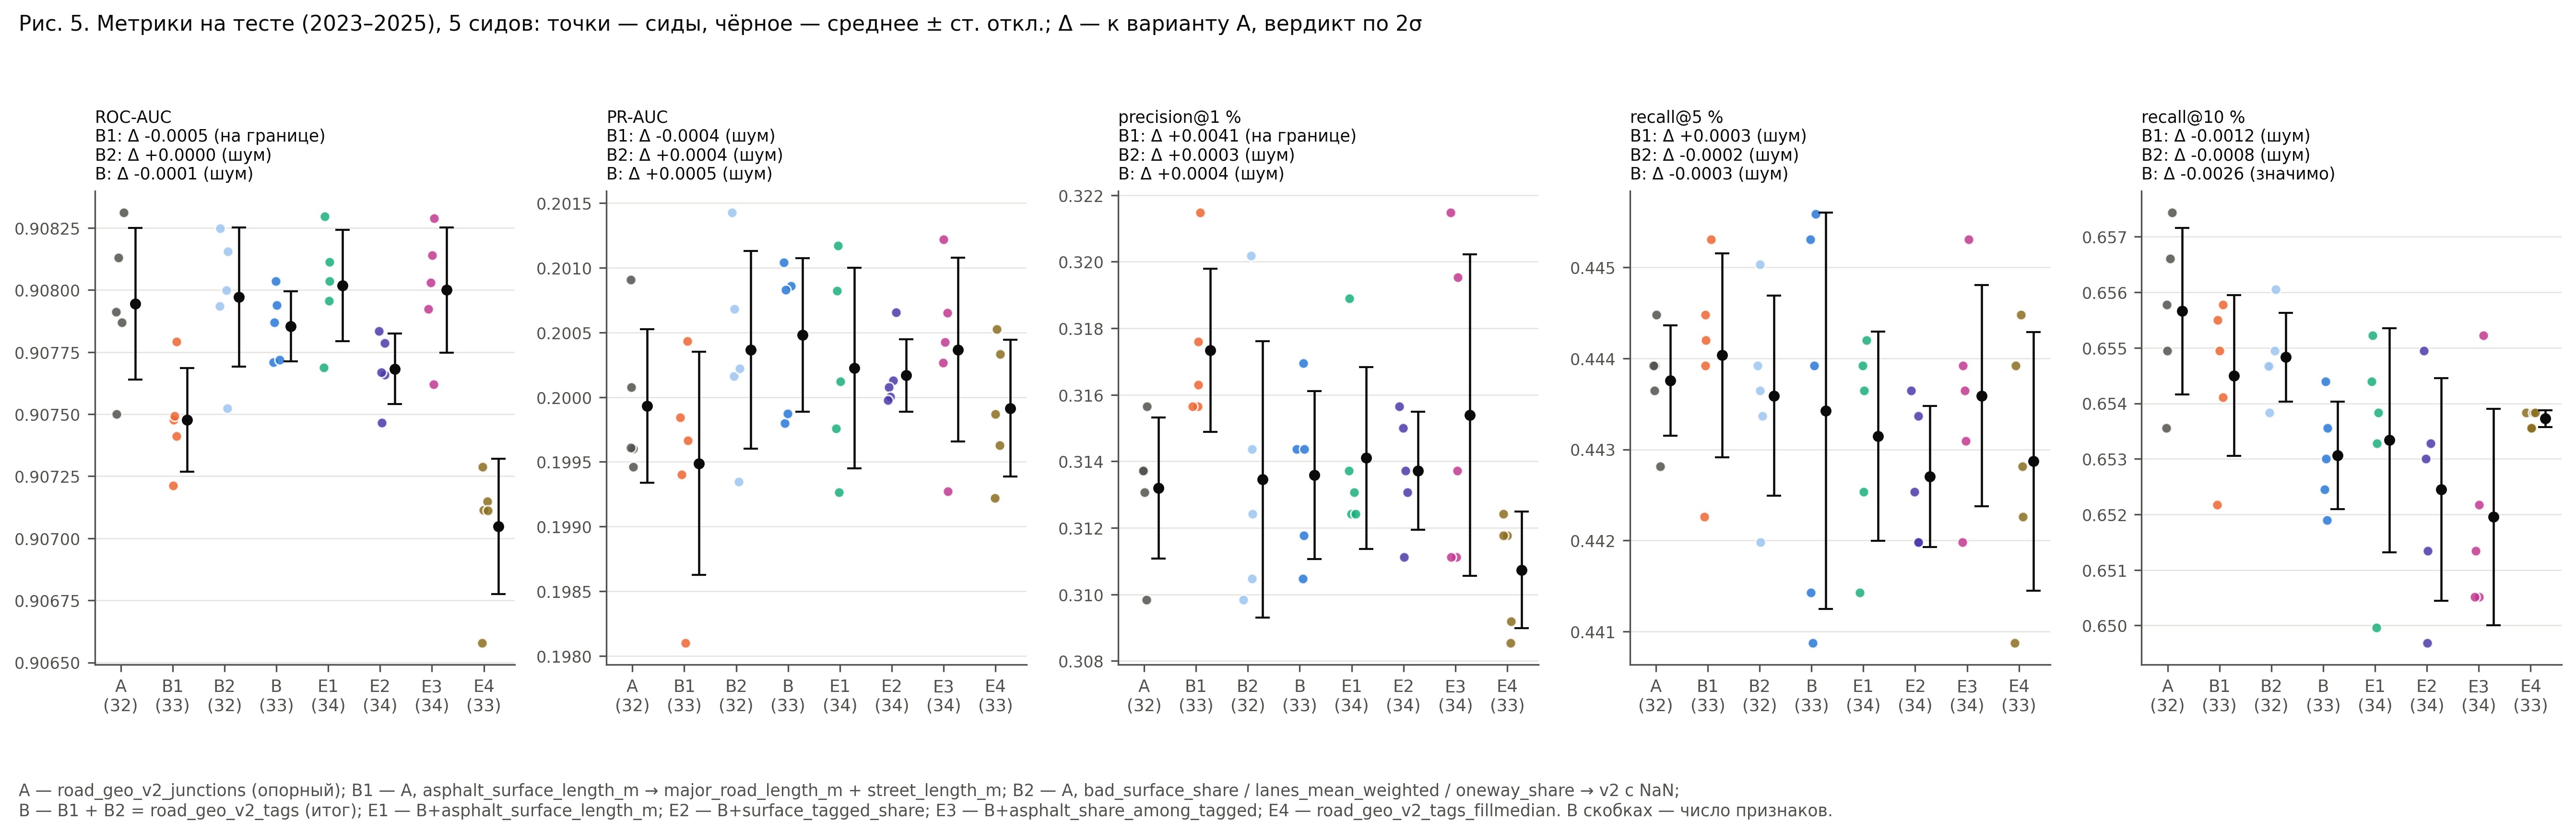 Рис. 5. Метрики на тесте (2023–2025), 5 сидов: точки — сиды, чёрное — среднее ± ст. откл.; Δ — к варианту A, вердикт по 2σ
ROC-AUC
B1: Δ -0.0005 (на границе)
B2: Δ +0.0000 (шум)
B: Δ -0.0001 (шум)
0.90825
0.90800
0.90775
0.90750
0.90725
0.90700
0.90675
0.90650
A B1 B2 B E1 E2 E3 E4
(32) (33) (32) (33) (34) (34) (34) (33)
PR-AUC
B1: Δ -0.0004 (шум)
B2: Δ +0.0004 (шум)
B: Δ +0.0005 (шум)
0.2015
0.2010
0.2005
0.2000
0.1995
0.1990
0.1985
0.1980
A B1 B2 B E1 E2 E3 E4
(32) (33) (32) (33) (34) (34) (34) (33)
precision@1 %
B1: Δ +0.0041 (на границе)
B2: Δ +0.0003 (шум)
B: Δ +0.0004 (шум)
0.322
0.320
0.318
0.316
0.314
0.312
0.310
0.308
A B1 B2 B E1 E2 E3 E4
(32) (33) (32) (33) (34) (34) (34) (33)
recall@5 %
B1: Δ +0.0003 (шум)
B2: Δ -0.0002 (шум)
B: Δ -0.0003 (шум)
0.445
0.444
0.443
0.442
0.441
A B1 B2 B E1 E2 E3 E4
(32) (33) (32) (33) (34) (34) (34) (33)
recall@10 %
B1: Δ -0.0012 (шум)
B2: Δ -0.0008 (шум)
B: Δ -0.0026 (значимо)
0.657
0.656
0.655
0.654
0.653
0.652
0.651
0.650
A B1 B2 B E1 E2 E3 E4
(32) (33) (32) (33) (34) (34) (34) (33)
A — road_geo_v2_junctions (опорный); B1 — A, asphalt_surface_length_m → major_road_length_m + street_length_m; B2 — A, bad_surface_share / lanes_mean_weighted / oneway_share → v2 с NaN;
B — B1 + B2 = road_geo_v2_tags (итог); E1 — B+asphalt_surface_length_m; E2 — B+surface_tagged_share; E3 — B+asphalt_share_among_tagged; E4 — road_geo_v2_tags_fillmedian. В скобках — число признаков.